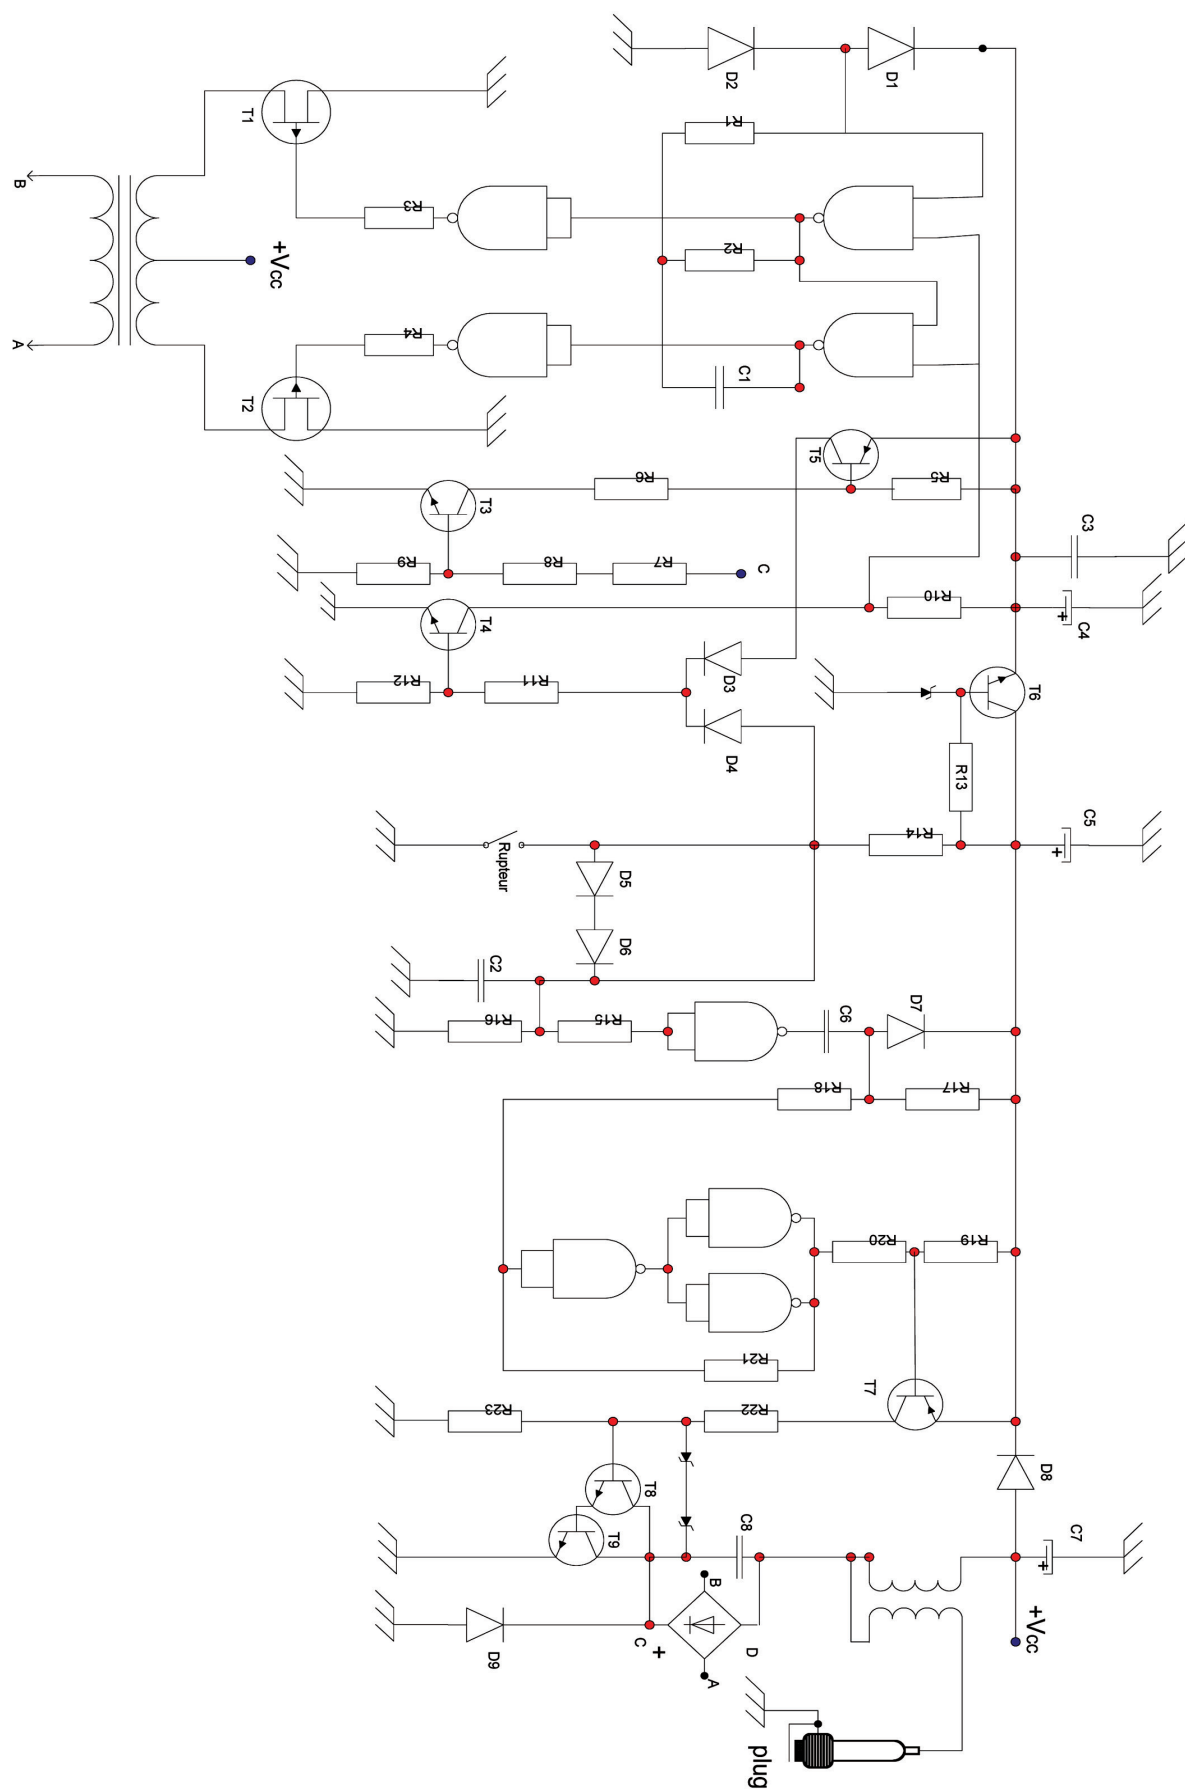 D2
D1
R1
T1
R3
R2
B
+Vcc
A
R4
C1
T2
T5
R6
R5
T3
C3
R9
R8
R7
C
R10
T4
C4
+
R12
R11
D3
T6
D4
R13
R14
C5
+
Rupteur
D5
D6
C2
R16
R15
C6
D7
R18
R17
R20
R19
R21
T7
R23
R22
D8
T8
T9
C8
C7
+
B
D
+Vcc
C
+
D9
A
plug